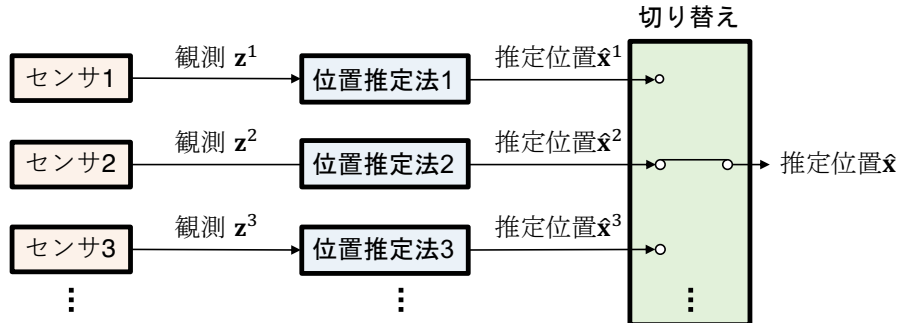 切り替え
センサ1 観測 𝐳¹ 位置推定法1 推定位置𝐱̂¹
センサ2 観測 𝐳² 位置推定法2 推定位置𝐱̂² 推定位置𝐱̂
センサ3 観測 𝐳³ 位置推定法3 推定位置𝐱̂³
⋮ ⋮ ⋮